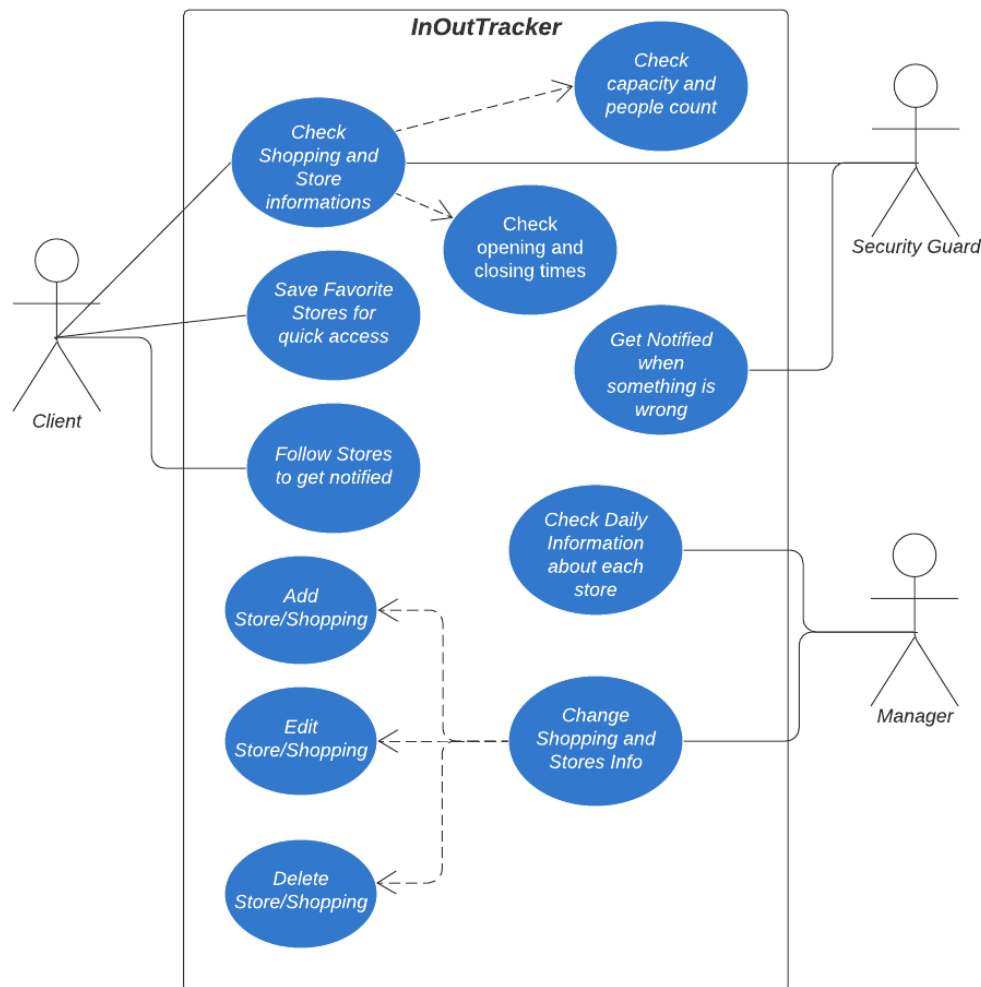 InOutTracker
Check
capacity and
people count
Check
Shopping and
Store
informations
Security Guard
Check
opening and
closing times
Client
Save Favorite
Stores for
quick access
Get Notified
when
something is
wrong
Follow Stores
to get notified
Check Daily
Information
about each
store
Manager
Add
Store/Shopping
Edit
Store/Shopping
Change
Shopping and
Stores Info
Delete
Store/Shopping